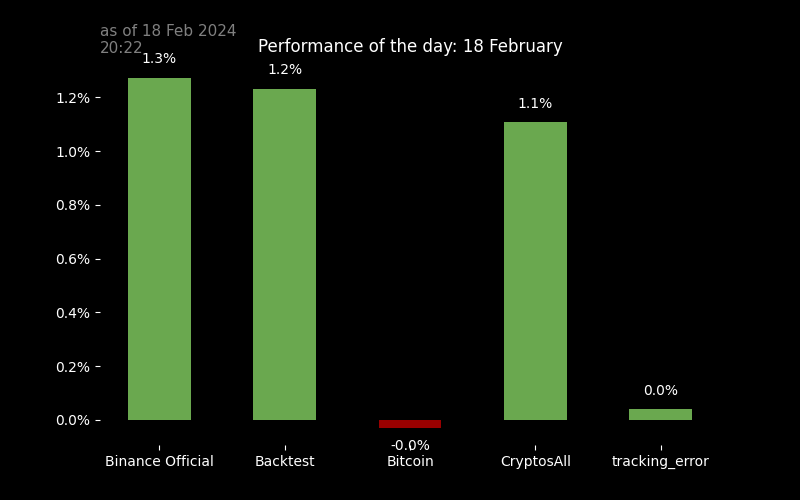 as of 18 Feb 2024
20:22
Performance of the day: 18 February
1.3%
1.2%
-0.0%
1.1%
0.0%
1.2%
1.0%
0.8%
0.6%
0.4%
0.2%
0.0%
Binance Official
Backtest
Bitcoin
CryptosAll
tracking_error